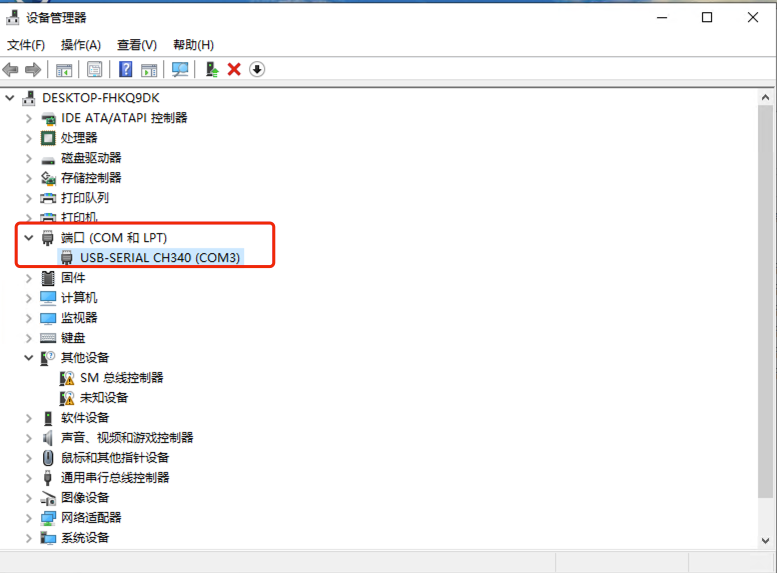 设备管理器
文件(F) 操作(A) 查看(V) 帮助(H)
DESKTOP-FHKQ9DK
IDE ATA/ATAPI 控制器
处理器
磁盘驱动器
存储控制器
打印队列
打印机
端口 (COM 和 LPT)
USB-SERIAL CH340 (COM3)
固件
计算机
监视器
键盘
其他设备
SM 总线控制器
未知设备
软件设备
声音、视频和游戏控制器
鼠标和其他指针设备
通用串行总线控制器
图像设备
网络适配器
系统设备